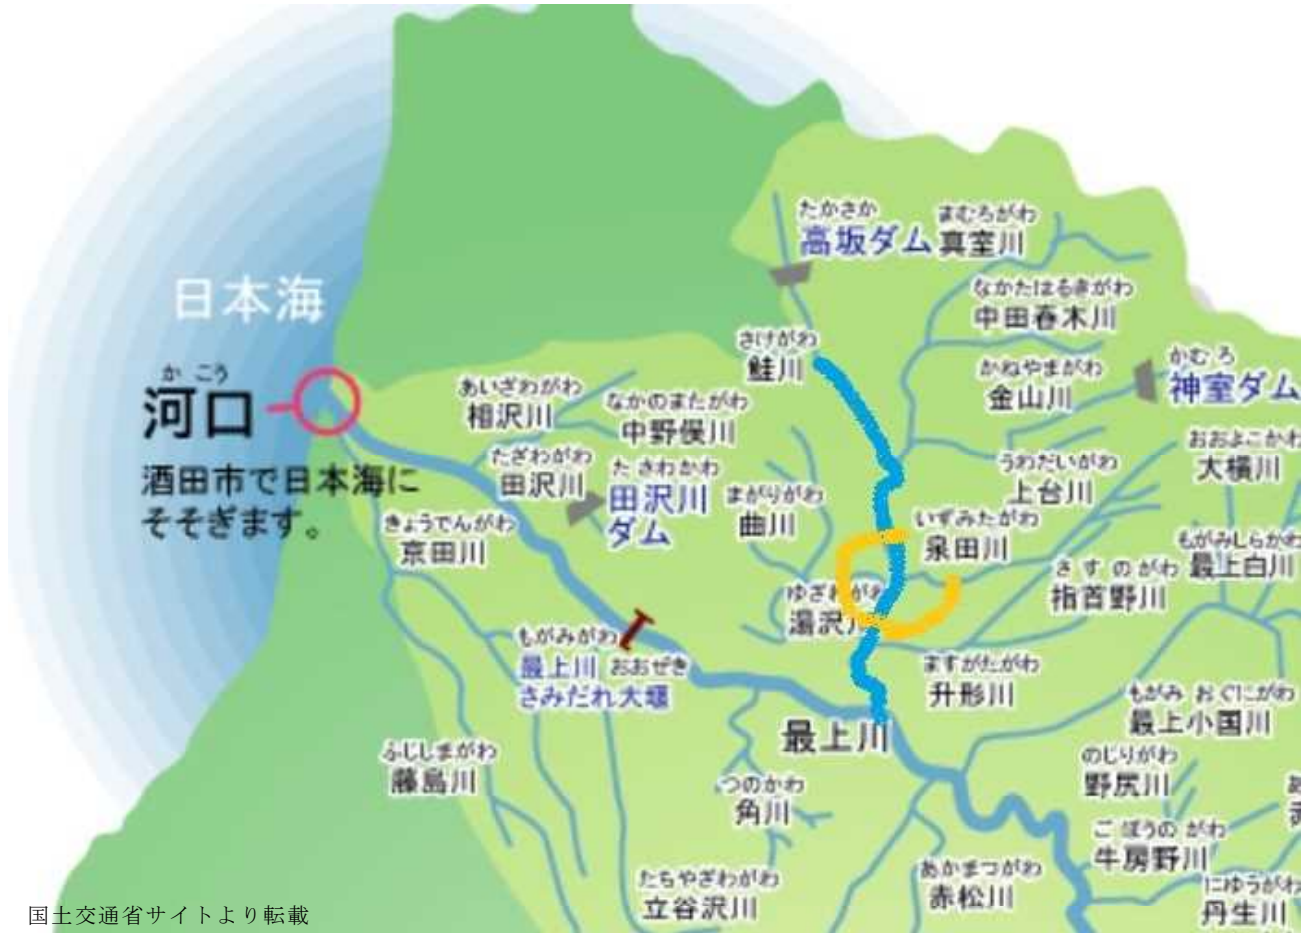 たかさか
高坂ダム
まむろがわ
真室川
なかたはるきがわ
中田春木川
日本海
さけがわ
鮭川
かねやまがわ
金山川
かむろ
神室ダム
かこう
河口
酒田市で日本海に
そそぎます。
あいざわがわ
相沢川
なかのまたがわ
中野俣川
おおよこかわ
大横川
たざわがわ
田沢川
たざわがわ
田沢川
ダム
まがりがわ
曲川
うわだいがわ
上台川
きょうでんがわ
京田川
いずみたがわ
泉田川
もがみしらかわ
最上白川
さすのがわ
指首野川
湯沢川
もがみがわ
最上川
おおぜき
さみだれ大堰
ますがたがわ
升形川
もがみおぐにがわ
最上小国川
最上川
ふじしまがわ
藤島川
つのかわ
角川
のじりがわ
野尻川
ごぼうのがわ
牛房野川
たちやざわがわ
立谷沢川
あかまつがわ
赤松川
にゅうがわ
丹生川
国土交通省サイトより転載